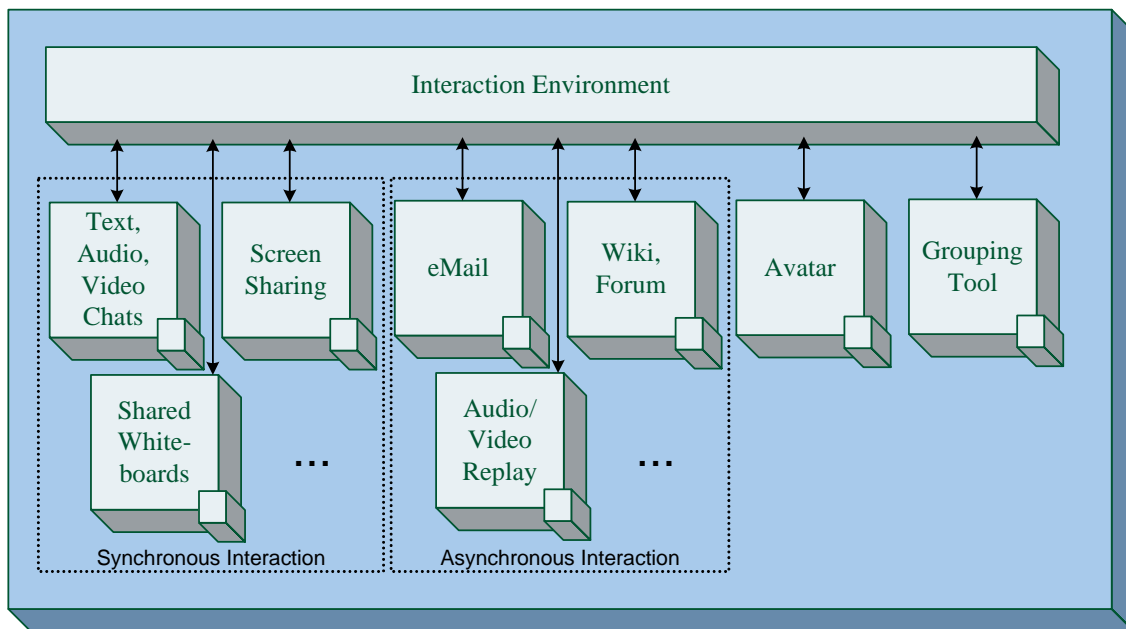 Interaction Environment
Text,
Audio,
Video
Chats
Screen
Sharing
eMail
Wiki,
Forum
Avatar
Grouping
Tool
Shared
White-
boards
...
Audio/
Video
Replay
...
Synchronous Interaction
Asynchronous Interaction